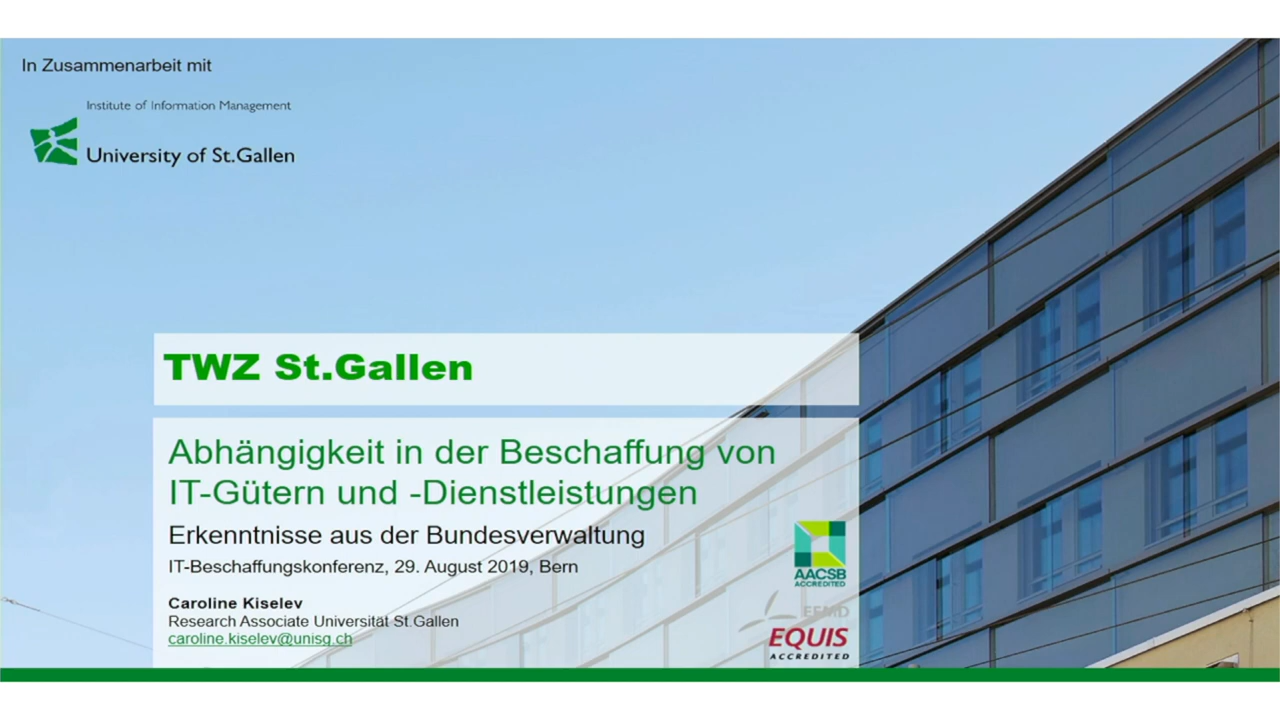 In Zusammenarbeit mit
Institute of Information Management
University of St.Gallen
TWZ St.Gallen
Abhängigkeit in der Beschaffung von
IT-Gütern und -Dienstleistungen
Erkenntnisse aus der Bundesverwaltung
IT-Beschaffungskonferenz, 29. August 2019, Bern
Caroline Kiselev
Research Associate Universität St.Gallen
caroline.kiselev@unisg.ch
AACSB
ACCREDITED
EFMD
EQUIS
ACCREDITED